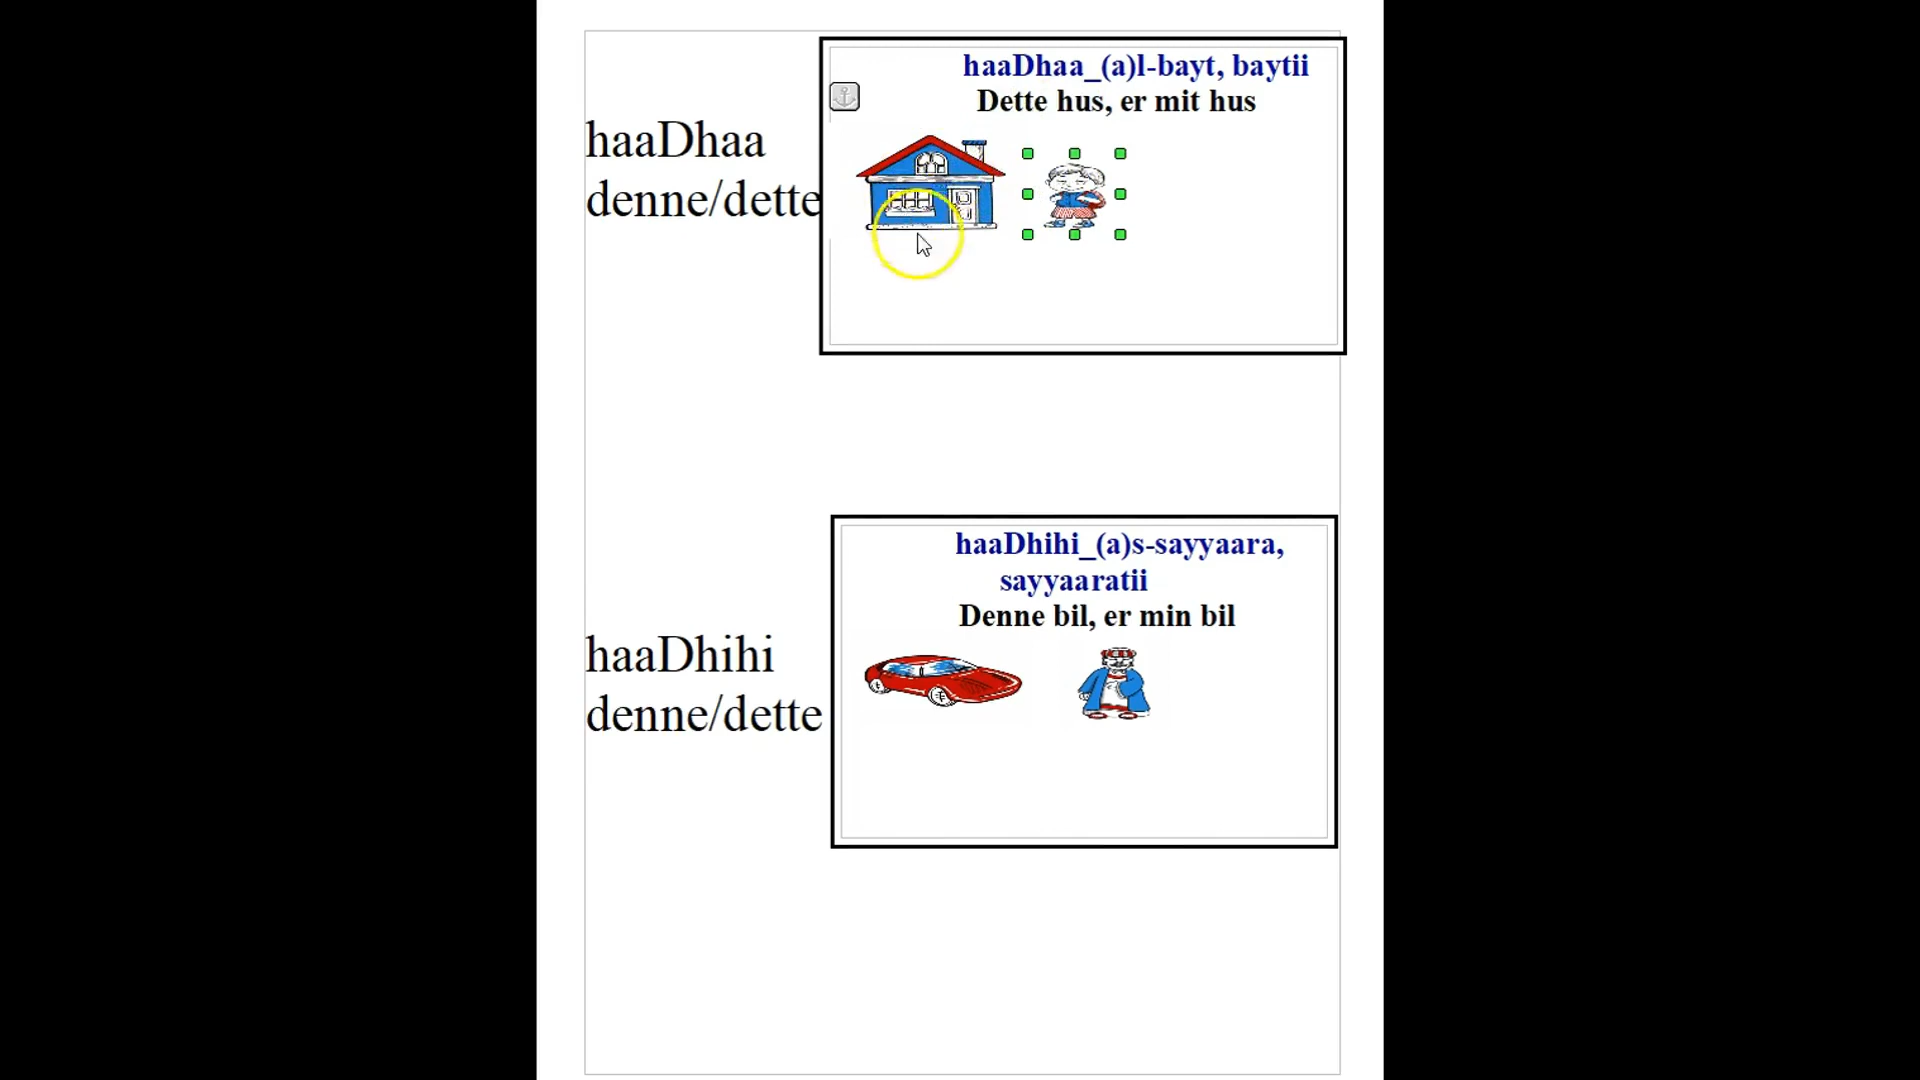 haaDhaa
denne/dette
haaDhaa_(a)l-bayt, baytii
Dette hus, er mit hus
haaDhihi
denne/dette
haaDhihi_(a)s-sayyaara,
sayyaaratii
Denne bil, er min bil